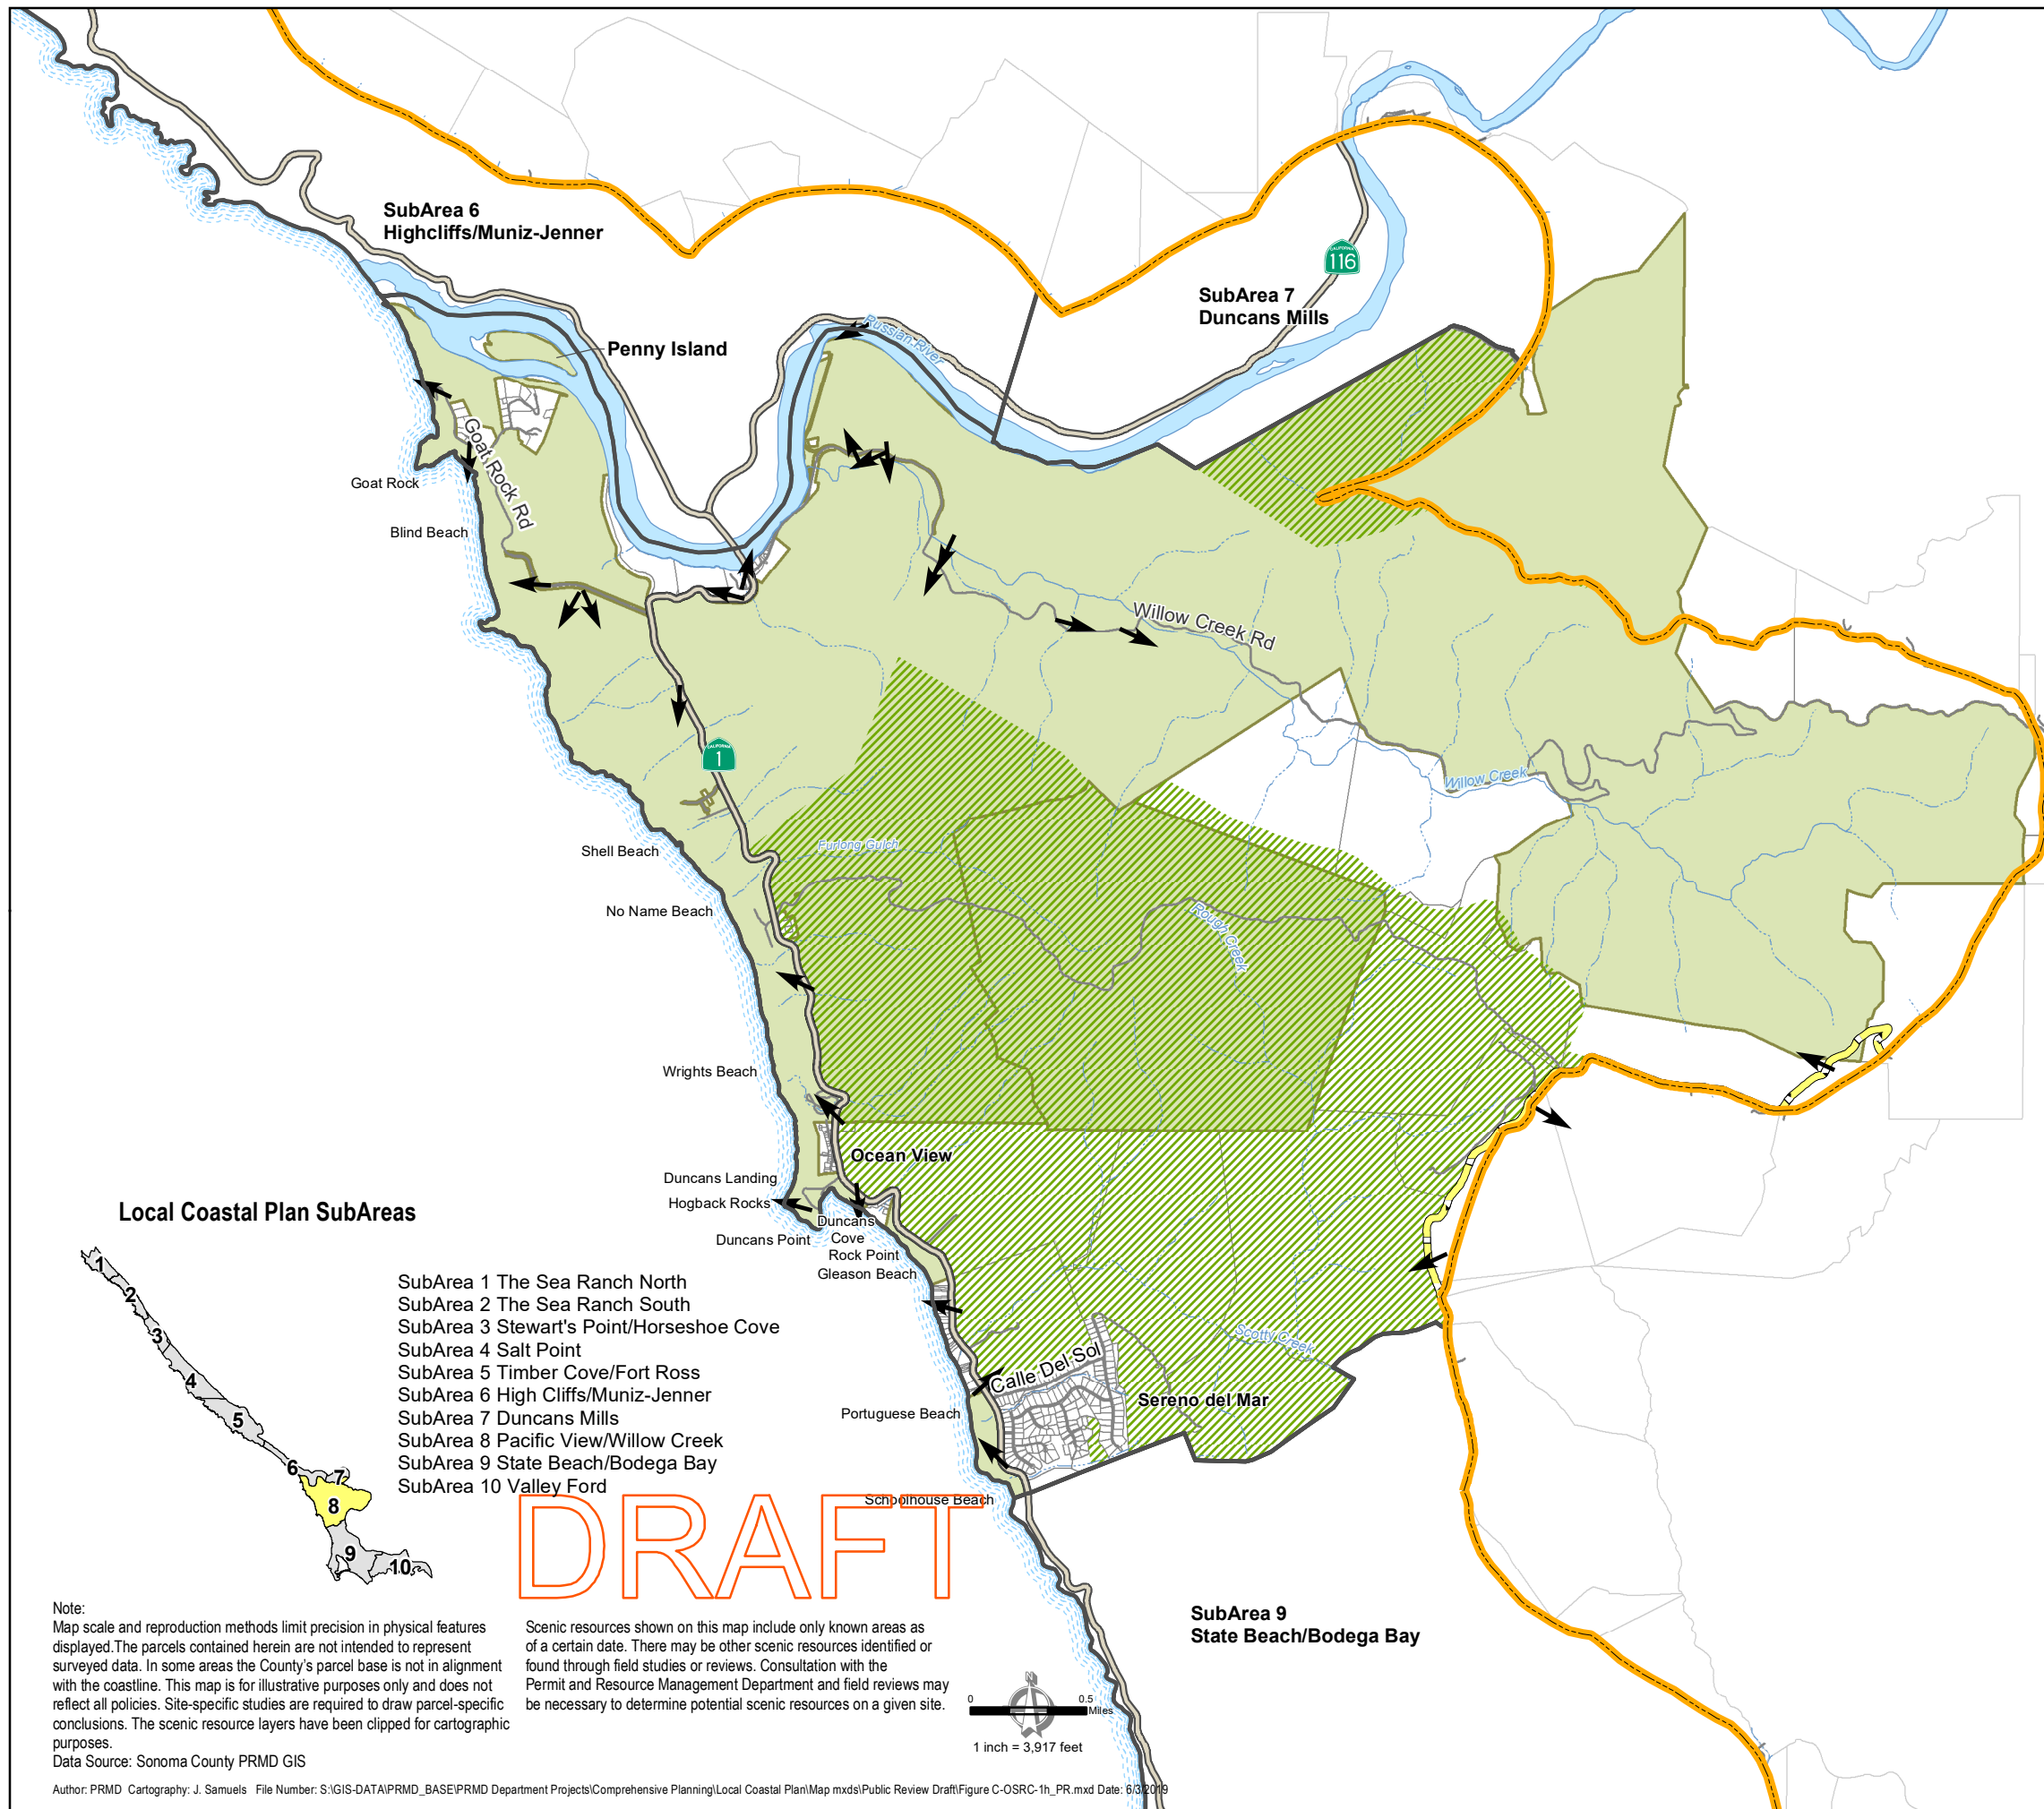 SubArea 6
Highcliffs/Muniz-Jenner
CALIFORNIA
116
SubArea 7
Duncans Mills
Russian River
Penny Island
Goat Rock Rd
Goat Rock
Blind Beach
Willow Creek Rd
CALIFORNIA
1
Willow Creek
Shell Beach
Furlong Gulch
No Name Beach
Rough Creek
Wrights Beach
Ocean View
Duncans Landing
Hogback Rocks
Duncans Point
Duncans
Cove
Rock Point
Gleason Beach
Scotty Creek
Calle Del Sol
Sereno del Mar
Portuguese Beach
Schoolhouse Beach
Local Coastal Plan SubAreas
1
2
3
4
5
6
7
8
9
10
SubArea 1 The Sea Ranch North
SubArea 2 The Sea Ranch South
SubArea 3 Stewart's Point/Horseshoe Cove
SubArea 4 Salt Point
SubArea 5 Timber Cove/Fort Ross
SubArea 6 High Cliffs/Muniz-Jenner
SubArea 7 Duncans Mills
SubArea 8 Pacific View/Willow Creek
SubArea 9 State Beach/Bodega Bay
SubArea 10 Valley Ford
DRAFT
SubArea 9
State Beach/Bodega Bay
Note:
Map scale and reproduction methods limit precision in physical features
displayed.The parcels contained herein are not intended to represent
surveyed data. In some areas the County's parcel base is not in alignment
with the coastline. This map is for illustrative purposes only and does not
reflect all policies. Site-specific studies are required to draw parcel-specific
conclusions. The scenic resource layers have been clipped for cartographic
purposes.
Data Source: Sonoma County PRMD GIS
Scenic resources shown on this map include only known areas as
of a certain date. There may be other scenic resources identified or
found through field studies or reviews. Consultation with the
Permit and Resource Management Department and field reviews may
be necessary to determine potential scenic resources on a given site.
N
0 0.5
Miles
1 inch = 3,917 feet
Author: PRMD Cartography: J. Samuels File Number: S:\GIS-DATA\PRMD_BASE\PRMD Department Projects\Comprehensive Planning\Local Coastal Plan\Map mxds\Public Review Draft\Figure C-OSRC-1h_PR.mxd Date: 6/3/2019